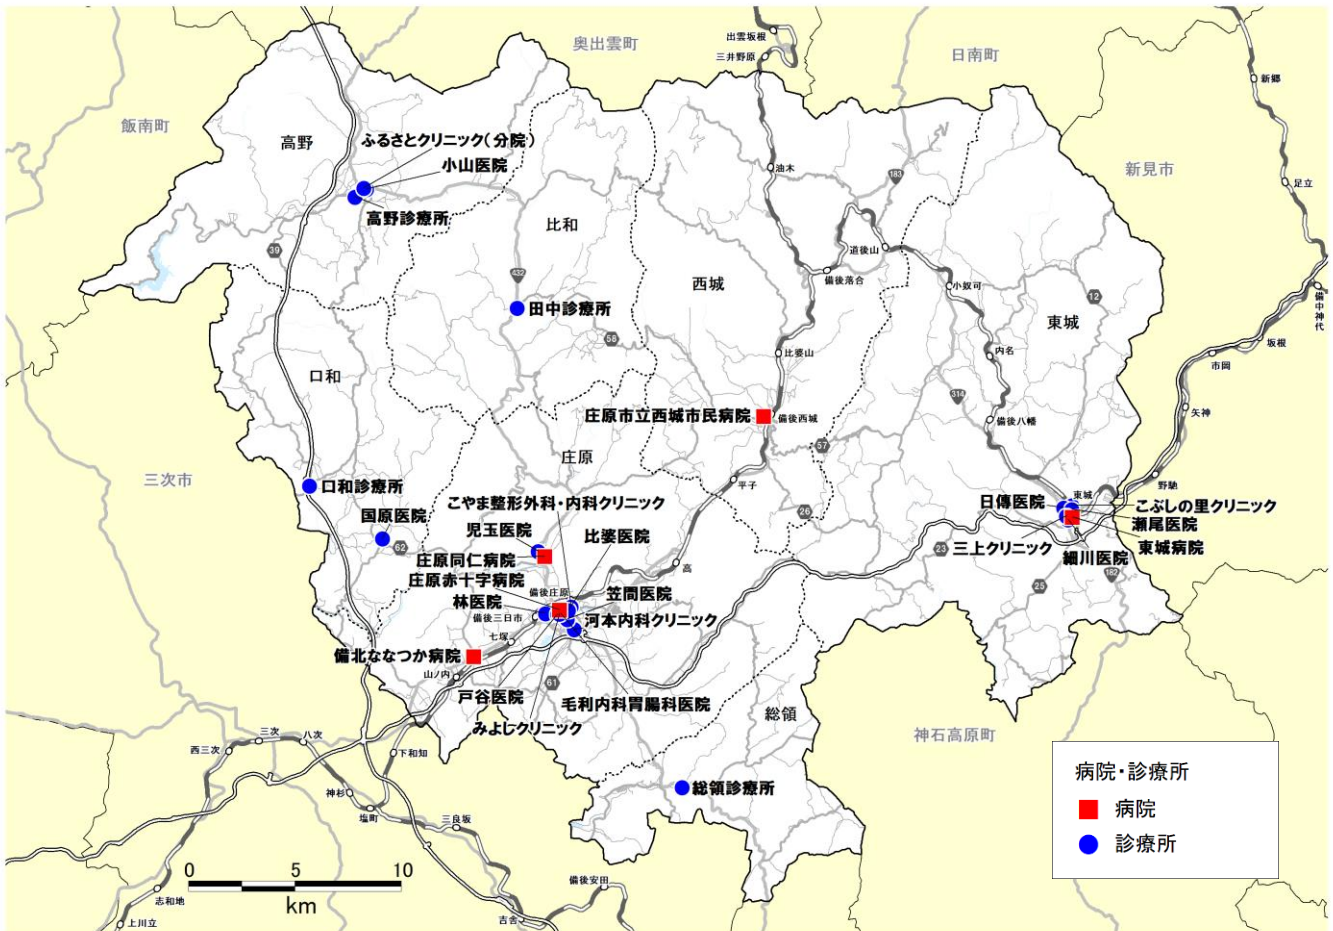 出雲坂根
奥出雲町
三井野原
日南町
新郷
飯南町
高野
ふるさとクリニック(分院)
小山医院
油木
183
新見市
足立
高野診療所
比和
39
道後山
432
備後落合
西城
小奴可
12
備中神代
田中診療所
東城
58
坂根
内名
比婆山
市岡
口和
314
矢神
庄原市立西城市民病院
備後西城
備後八幡
57
庄原
三次市
平子
野馳
口和診療所
こやま整形外科・内科クリニック
日傳医院
東城
こぶしの里クリニック
国原医院
26
瀬尾医院
児玉医院
比婆医院
62
三上クリニック
23
東城病院
庄原同仁病院
細川医院
高
182
庄原赤十字病院
25
備後庄原
笠間医院
林医院
備後三日市
河本内科クリニック
七塚
備北ななつか病院
山ノ内
61
戸谷医院
毛利内科胃腸科医院
総領
みよしクリニック
神石高原町
三次
八次
西三次
下和知
病院・診療所
神杉
総領診療所
病院
塩町
三良坂
診療所
0 5 10
km
備後安田
志和地
吉舎
上川立